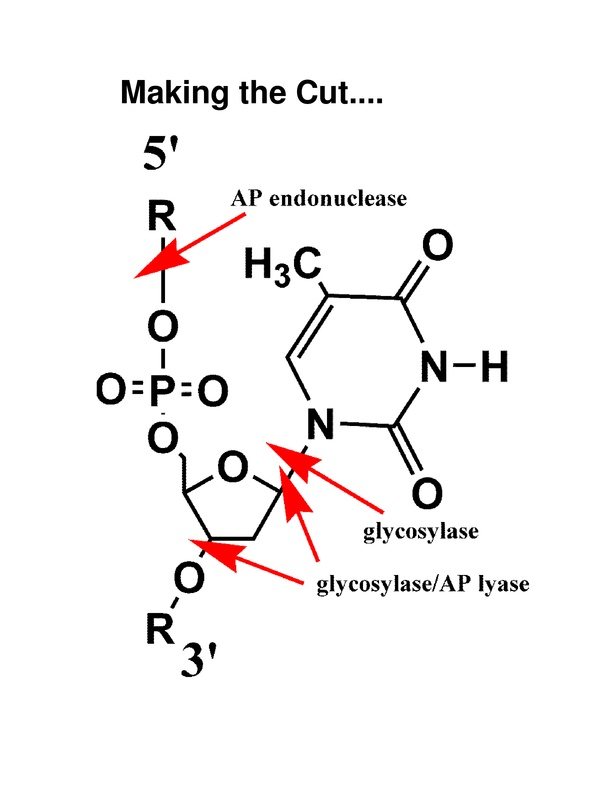 Making the Cut....
5'
AP endonuclease
R
O
H3C
O
O=P=O
N-H
O
N
O
O
glycosylase
glycosylase/AP lyase
O
R
3'